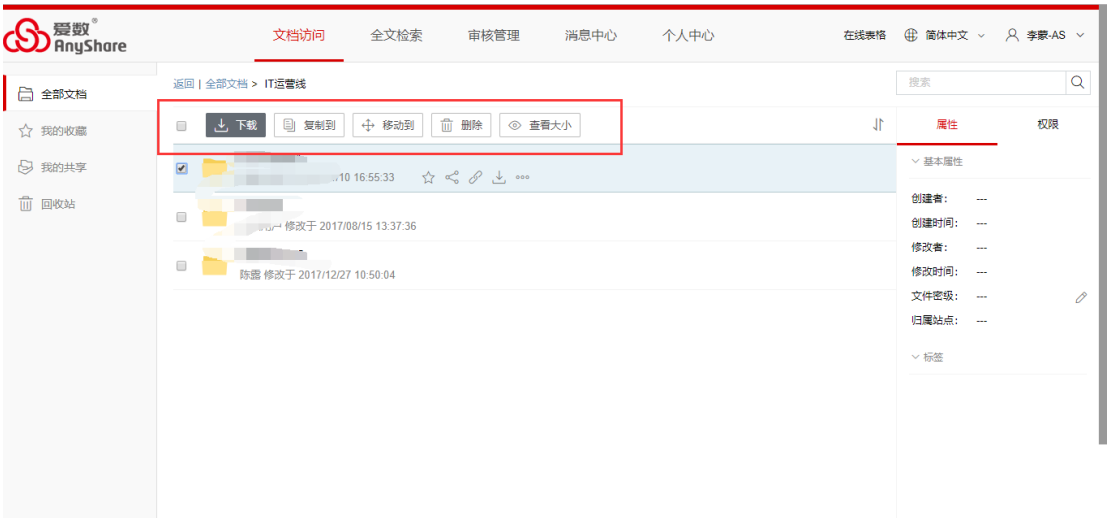 爱数®
AnyShare
文档访问 全文检索 审核管理 消息中心 个人中心 在线表格 简体中文 李蒙-AS
全部文档
我的收藏
我的共享
回收站
返回 | 全部文档 > IT运营线
搜索
下载 复制到 移动到 删除 查看大小
属性 权限
/10 16:55:33
修改于 2017/08/15 13:37:36
陈露 修改于 2017/12/27 10:50:04
基本属性
创建者: ---
创建时间: ---
修改者: ---
修改时间: ---
文件密级: ---
归属站点: ---
标签